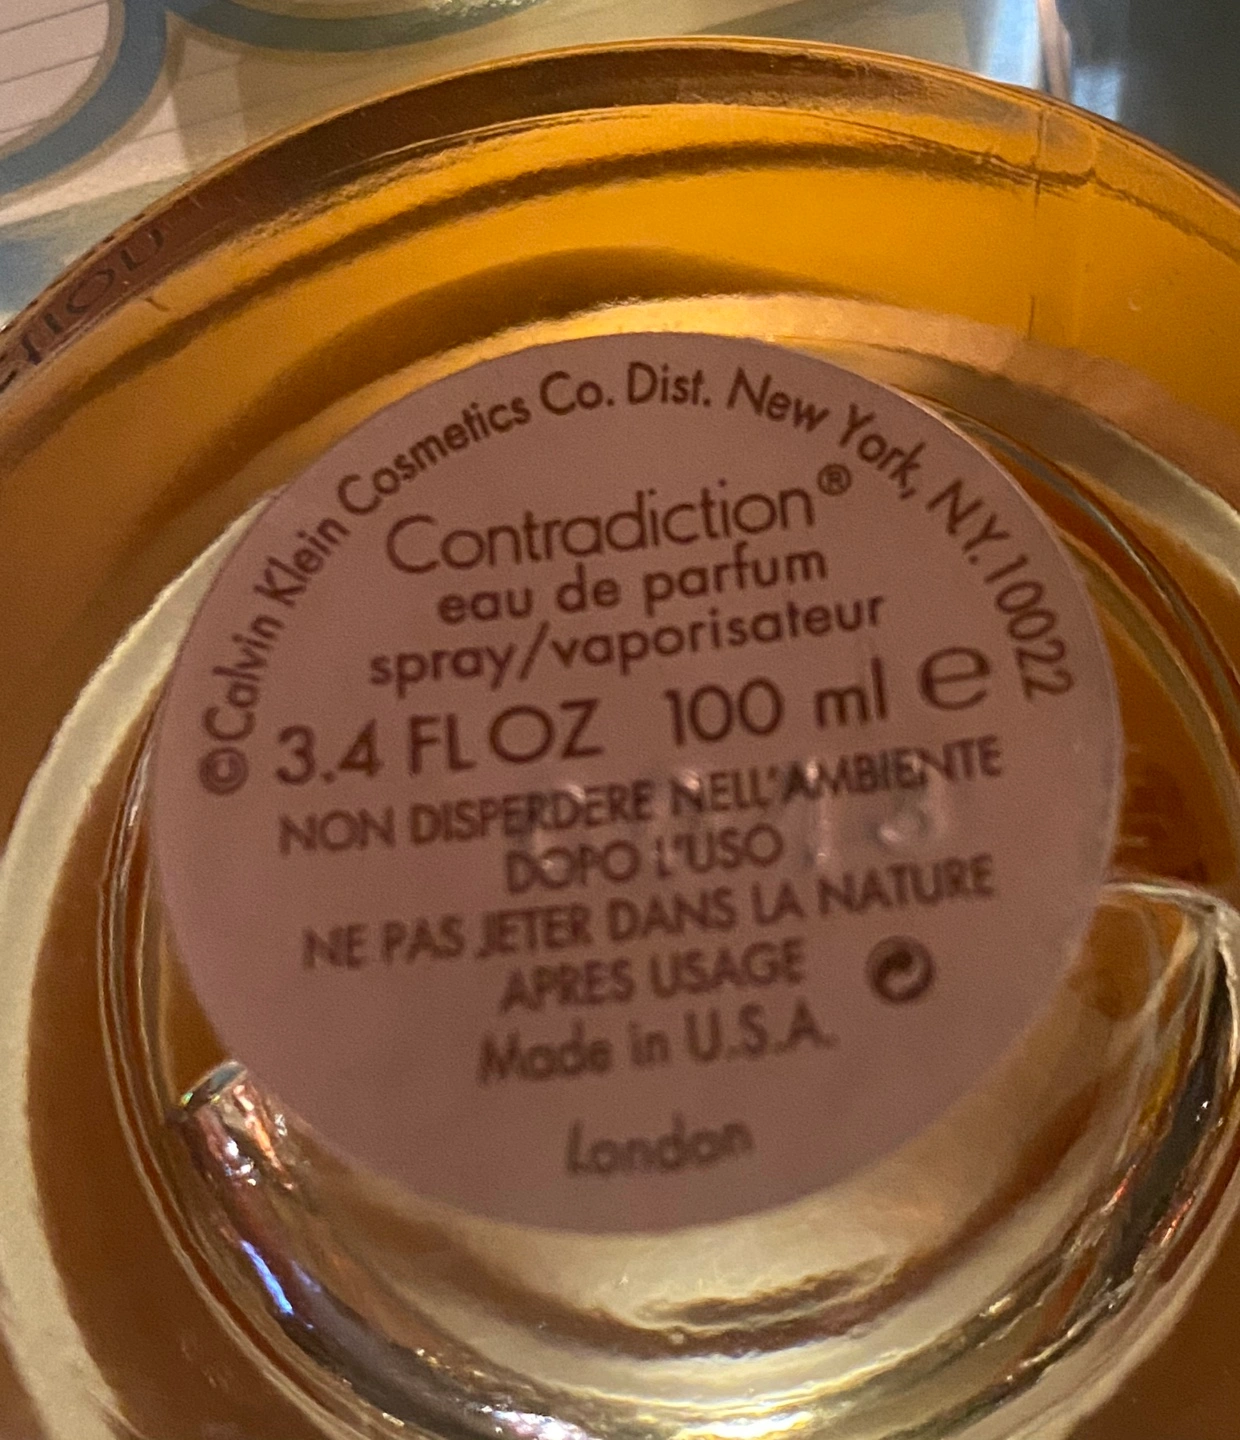 ©Calvin Klein Cosmetics Co. Dist. New York, N.Y. 10022
Contradiction®
eau de parfum
spray/vaporisateur
3.4 FL OZ 100 ml e
NON DISPERDERE NELL'AMBIENTE
DOPO L'USO
NE PAS JETER DANS LA NATURE
APRES USAGE
Made in U.S.A.
London